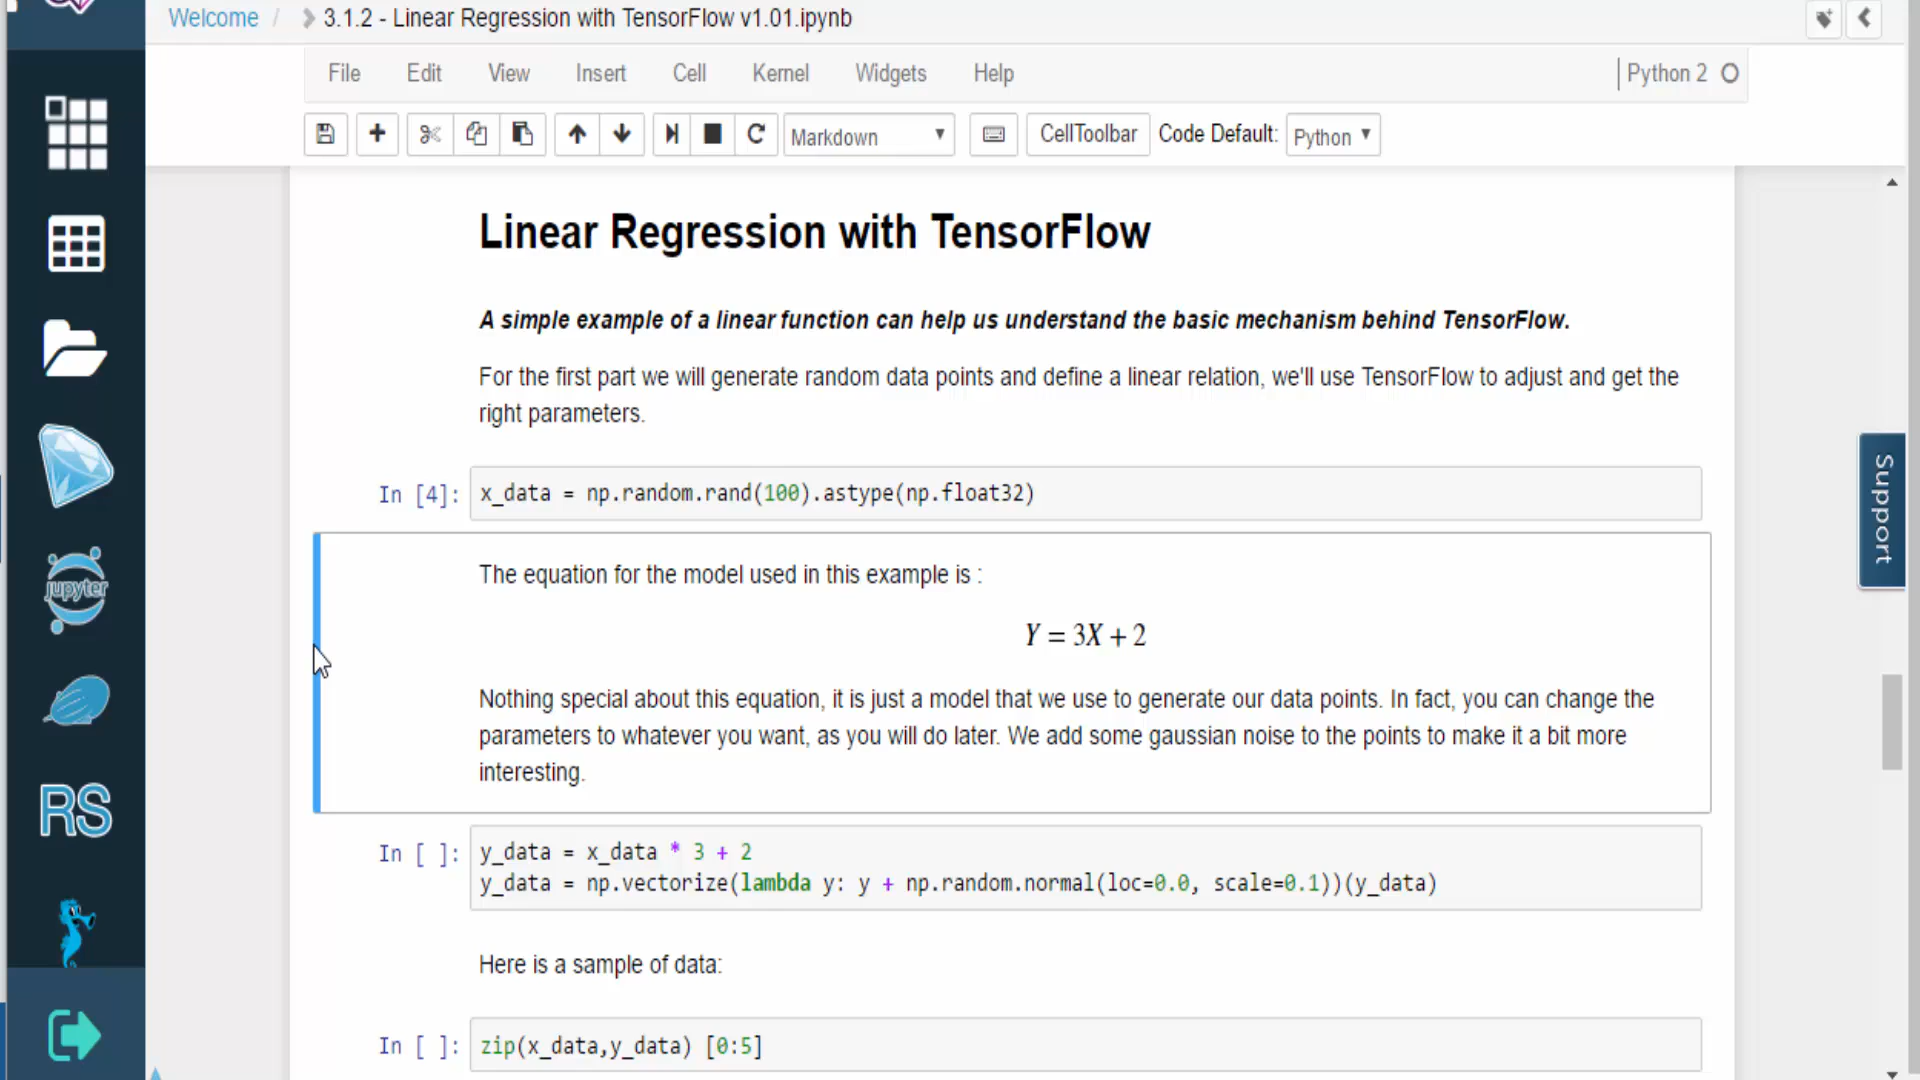 Welcome / 3.1.2 - Linear Regression with TensorFlow v1.01.ipynb
File Edit View Insert Cell Kernel Widgets Help Python 2
Markdown CellToolbar Code Default: Python
Linear Regression with TensorFlow
A simple example of a linear function can help us understand the basic mechanism behind TensorFlow.
For the first part we will generate random data points and define a linear relation, we'll use TensorFlow to adjust and get the
right parameters.
In [4]: x_data = np.random.rand(100).astype(np.float32)
The equation for the model used in this example is :
Y = 3X + 2
Nothing special about this equation, it is just a model that we use to generate our data points. In fact, you can change the
parameters to whatever you want, as you will do later. We add some gaussian noise to the points to make it a bit more
interesting.
In [ ]: y_data = x_data * 3 + 2
y_data = np.vectorize(lambda y: y + np.random.normal(loc=0.0, scale=0.1))(y_data)
Here is a sample of data:
In [ ]: zip(x_data,y_data) [0:5]
jupyter
RS
Support